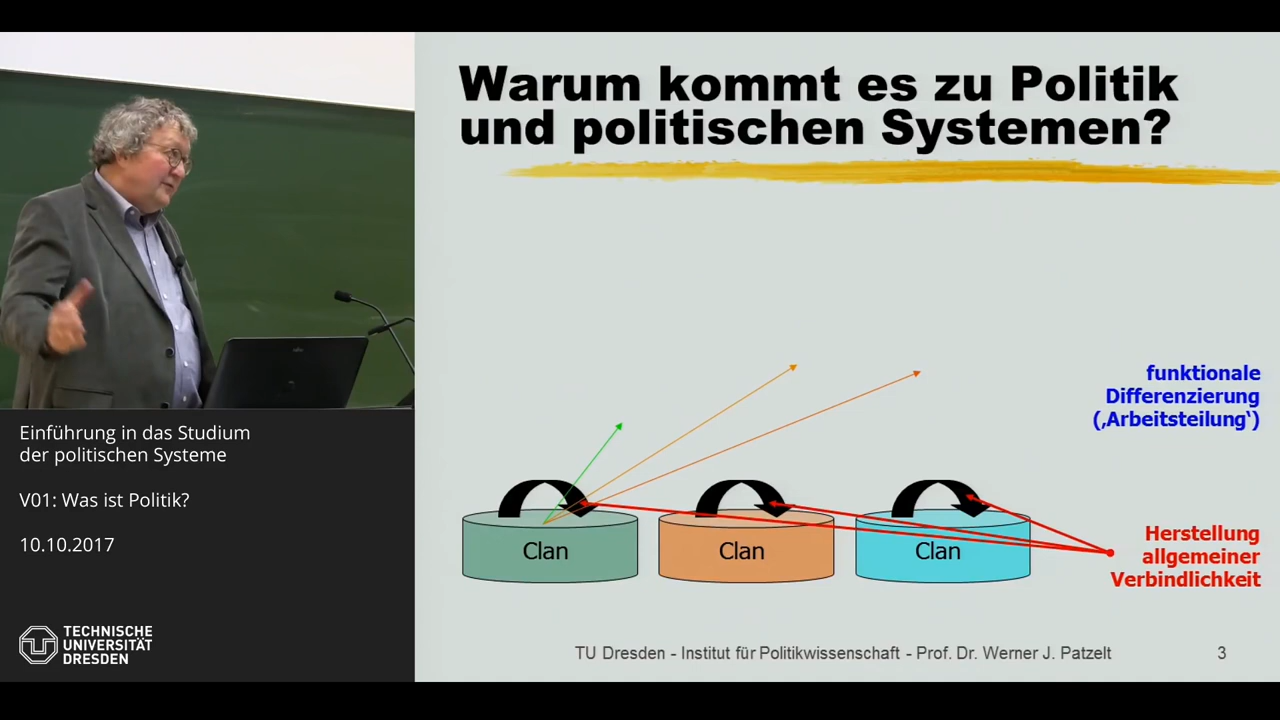 Warum kommt es zu Politik
und politischen Systemen?
funktionale
Differenzierung
(‚Arbeitsteilung‘)
Clan
Clan
Clan
Herstellung
allgemeiner
Verbindlichkeit
TU Dresden - Institut für Politikwissenschaft - Prof. Dr. Werner J. Patzelt
3
Einführung in das Studium
der politischen Systeme
V01: Was ist Politik?
10.10.2017
TECHNISCHE
UNIVERSITÄT
DRESDEN